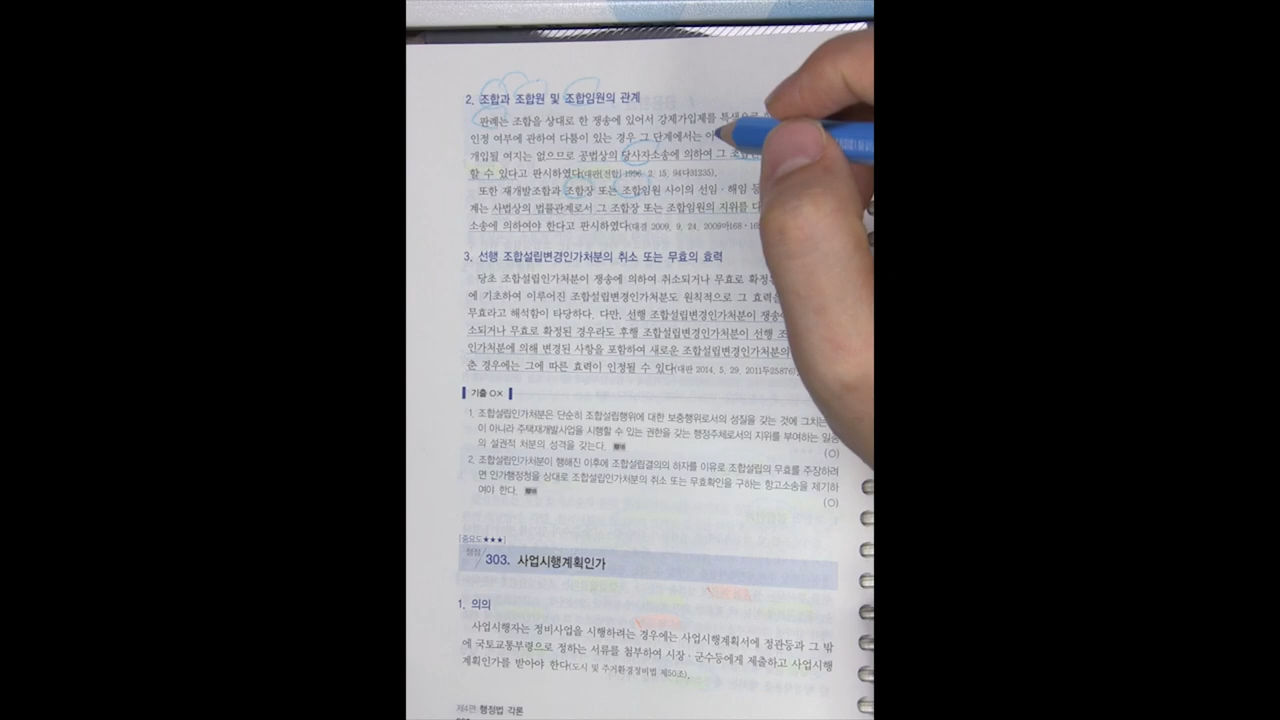 2. 조합과 조합원 및 조합임원의 관계
판례는 조합을 상대로 한 쟁송에 있어서 강제가입제를 특색으로
인정 여부에 관하여 다툼이 있는 경우 그 단계에서는 아
개입될 여지는 없으므로 공법상의 당사자소송에 의하여 그
할 수 있다고 판시하였다(대판[전합] 1996. 2. 15. 94다31235).
또한 재개발조합과 조합장 또는 조합임원 사이의 선임·해임
계는 사법상의 법률관계로서 그 조합장 또는 조합임원의 지위를 다
소송에 의하여야 한다고 판시하였다(대결 2009. 9. 24. 2009마168·
3. 선행 조합설립변경인가처분의 취소 또는 무효의 효력
당초 조합설립인가처분이 쟁송에 의하여 취소되거나 무효로 확정
에 기초하여 이루어진 조합설립변경인가처분도 원칙적으로 그 효력을
무효라고 해석함이 타당하다. 다만, 선행 조합설립변경인가처분이 쟁송
소되거나 무효로 확정된 경우라도 후행 조합설립변경인가처분이 선행 조
인가처분에 의해 변경된 사항을 포함하여 새로운 조합설립변경인가처분의
춘 경우에는 그에 따른 효력이 인정될 수 있다(대판 2014. 5. 29. 2011두25876)
기출 OX
1. 조합설립인가처분은 단순히 조합설립행위에 대한 보충행위로서의 성질을 갖는 것에 그치는
이 아니라 주택재개발사업을 시행할 수 있는 권한을 갖는 행정주체로서의 지위를 부여하는 일종
의 설권적 처분의 성격을 갖는다.
(O)
2. 조합설립인가처분이 행해진 이후에 조합설립결의의 하자를 이유로 조합설립의 무효를 주장하려
면 인가행정청을 상대로 조합설립인가처분의 취소 또는 무효확인을 구하는 항고소송을 제기하
여야 한다.
(O)
[중요도★★★]
쟁점/ 303. 사업시행계획인가
1. 의의
사업시행자는 정비사업을 시행하려는 경우에는 사업시행계획서에 정관등과 그 밖
에 국토교통부령으로 정하는 서류를 첨부하여 시장·군수등에게 제출하고 사업시행
계획인가를 받아야 한다(도시 및 주거환경정비법 제50조).
제4편 행정법 각론